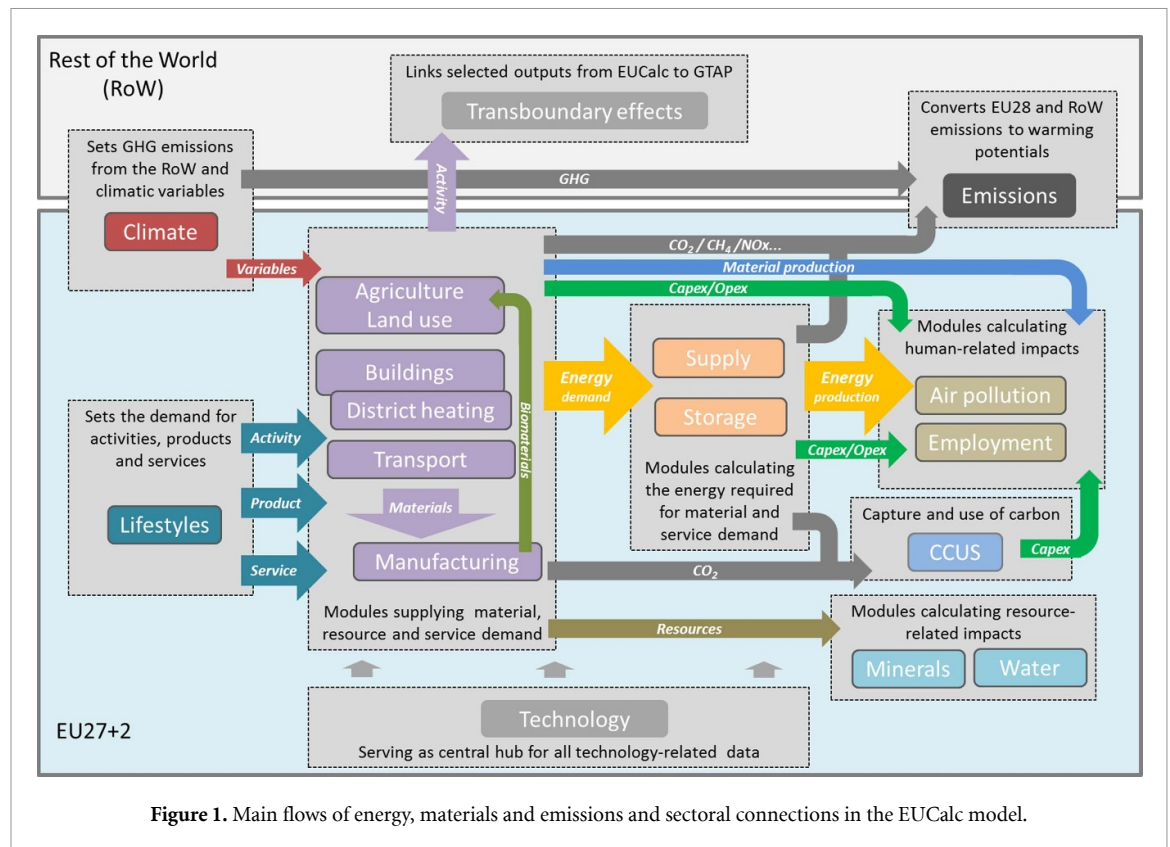 Rest of the World
(RoW)
Links selected outputs from EUCalc to GTAP
Transboundary effects
Converts EU28 and RoW
emissions to warming
potentials
Emissions
Sets GHG emissions
from the RoW and
climatic variables
Climate
Activity
GHG
Variables
CO₂ / CH₄ /NOx...
Material production
Capex/Opex
Agriculture
Land use
Buildings
District heating
Transport
Materials
Manufacturing
Biomaterials
Modules supplying material,
resource and service demand
Sets the demand for
activities, products
and services
Lifestyles
Activity
Product
Service
Energy
demand
Supply
Storage
Modules calculating
the energy required
for material and
service demand
Energy
production
Capex/Opex
Modules calculating
human-related impacts
Air pollution
Employment
Capture and use of carbon
CCUS
Capex
CO₂
Resources
Modules calculating resource-
related impacts
Minerals
Water
Technology
Serving as central hub for all technology-related data
EU27+2
Figure 1. Main flows of energy, materials and emissions and sectoral connections in the EUCalc model.